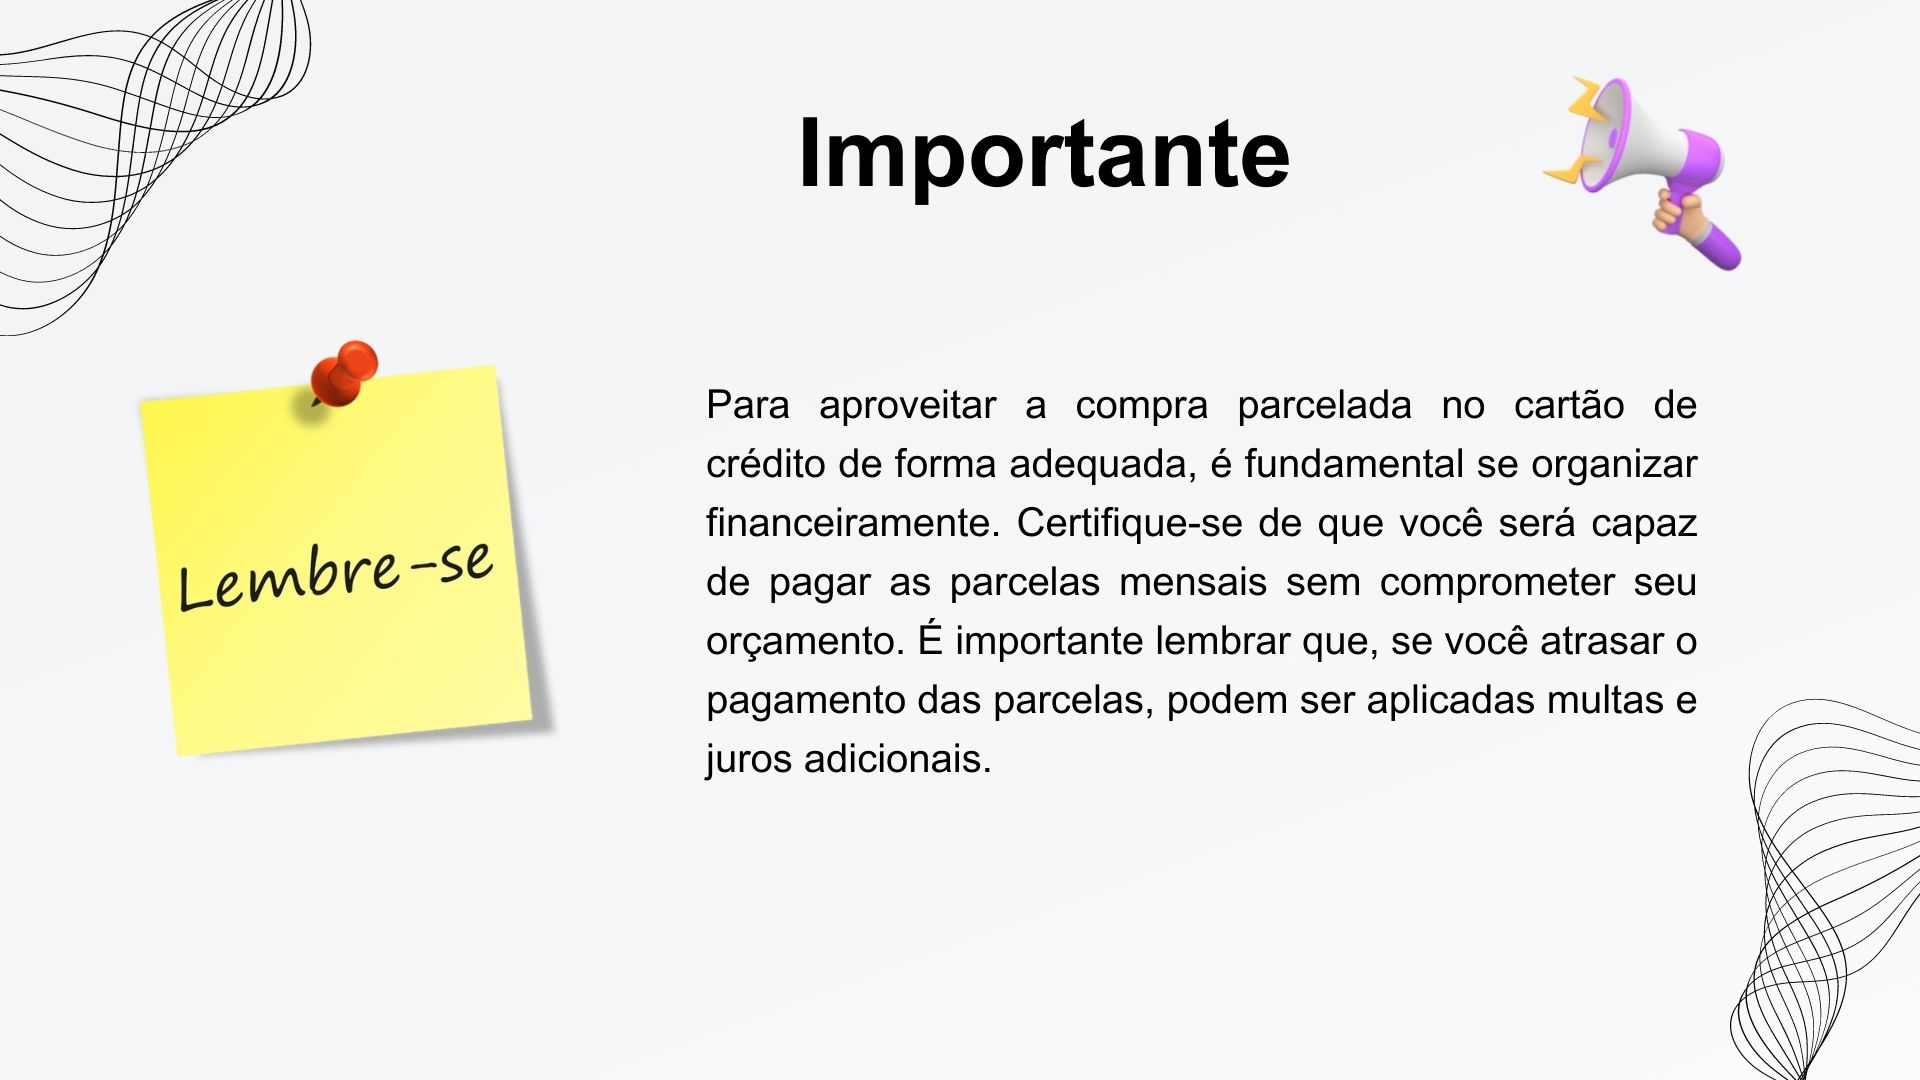 Importante
Lembre-se
Para aproveitar a compra parcelada no cartão de
crédito de forma adequada, é fundamental se organizar
financeiramente. Certifique-se de que você será capaz
de pagar as parcelas mensais sem comprometer seu
orçamento. É importante lembrar que, se você atrasar o
pagamento das parcelas, podem ser aplicadas multas e
juros adicionais.